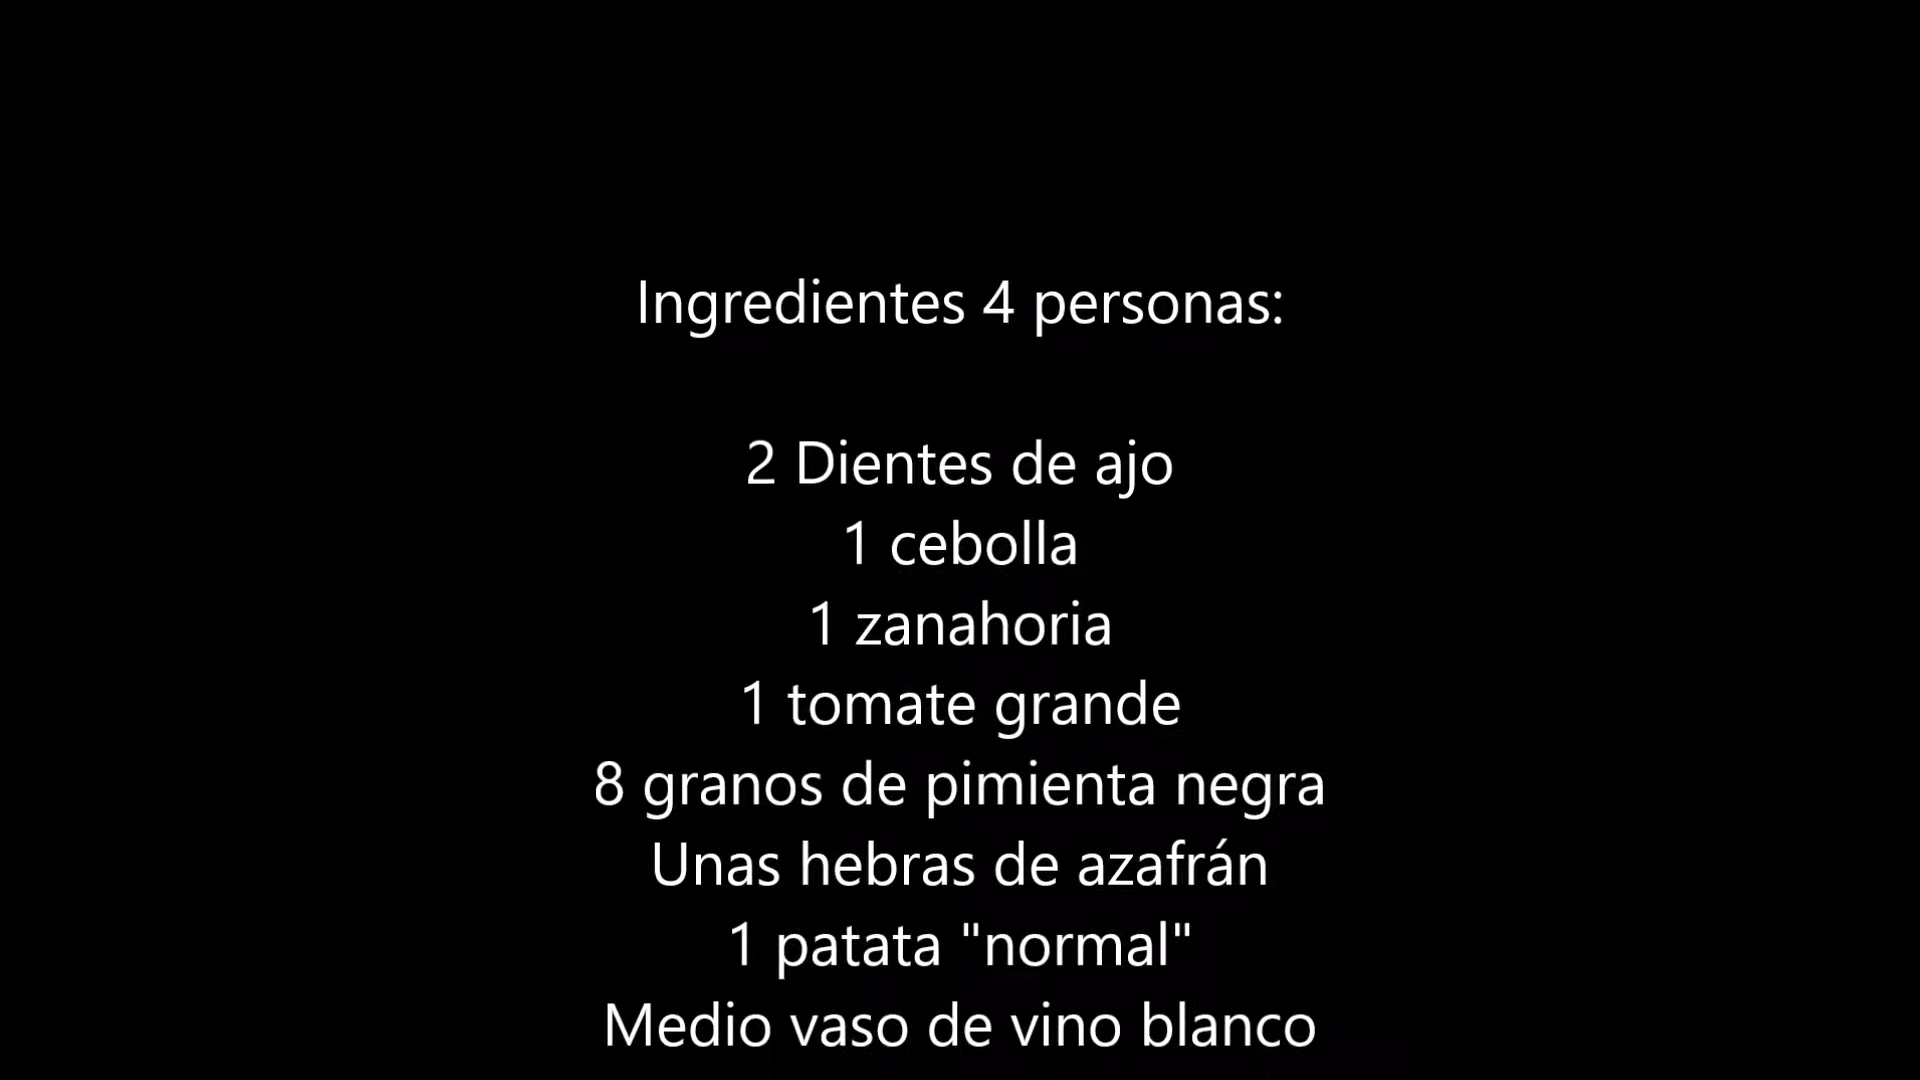 Ingredientes 4 personas:
2 Dientes de ajo
1 cebolla
1 zanahoria
1 tomate grande
8 granos de pimienta negra
Unas hebras de azafrán
1 patata "normal"
Medio vaso de vino blanco